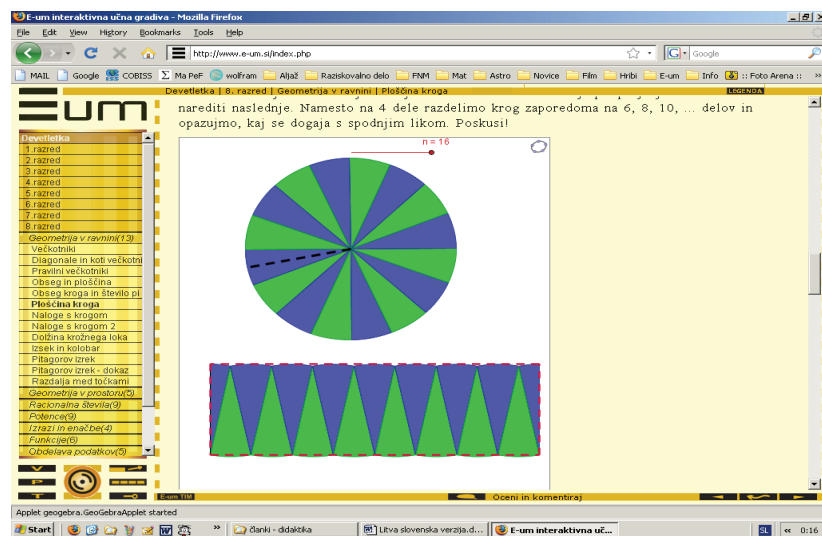 E-um interaktivna učna gradiva - Mozilla Firefox
File Edit View History Bookmarks Tools Help
http://www.e-um.si/index.php
G Google
MAIL Google COBISS Σ Ma PeF wolfram Aljaž Raziskovalno delo FNM Mat Astro Novice Film Hribi E-um Info :: Foto Arena :: »
Devetletka | 8. razred | Geometrija v ravnini | Ploščina kroga
LEGENDA
Eum
narediti naslednje. Namesto na 4 dele razdelimo krog zaporedoma na 6, 8, 10, ... delov in
opazujmo, kaj se dogaja s spodnjim likom. Poskusi!
n = 16
Devetletka
1.razred
2.razred
3.razred
4.razred
5.razred
6.razred
7.razred
8.razred
Geometrija v ravnini(13)
Večkotniki
Diagonale in koti večkotni
Pravilni večkotniki
Obseg in ploščina
Obseg kroga in število pi
Ploščina kroga
Naloge s krogom
Naloge s krogom 2
Dolžina krožnega loka
Izsek in kolobar
Pitagorov izrek
Pitagorov izrek - dokaz
Razdalja med točkami
Geometrija v prostoru(5)
Racionalna števila(9)
Potence(9)
Izrazi in enačbe(4)
Funkcije(6)
Obdelava podatkov(5)
V
P
T
E-um TIM
Oceni in komentiraj
Applet geogebra.GeoGebraApplet started
Start » članki - didaktika Litva slovenska verzija.d... E-um interaktivna uč... SL « 0:16